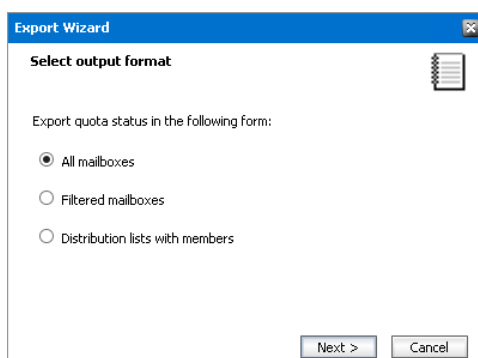 Export Wizard
Select output format
Export quota status in the following form:
All mailboxes
Filtered mailboxes
Distribution lists with members
Next > Cancel